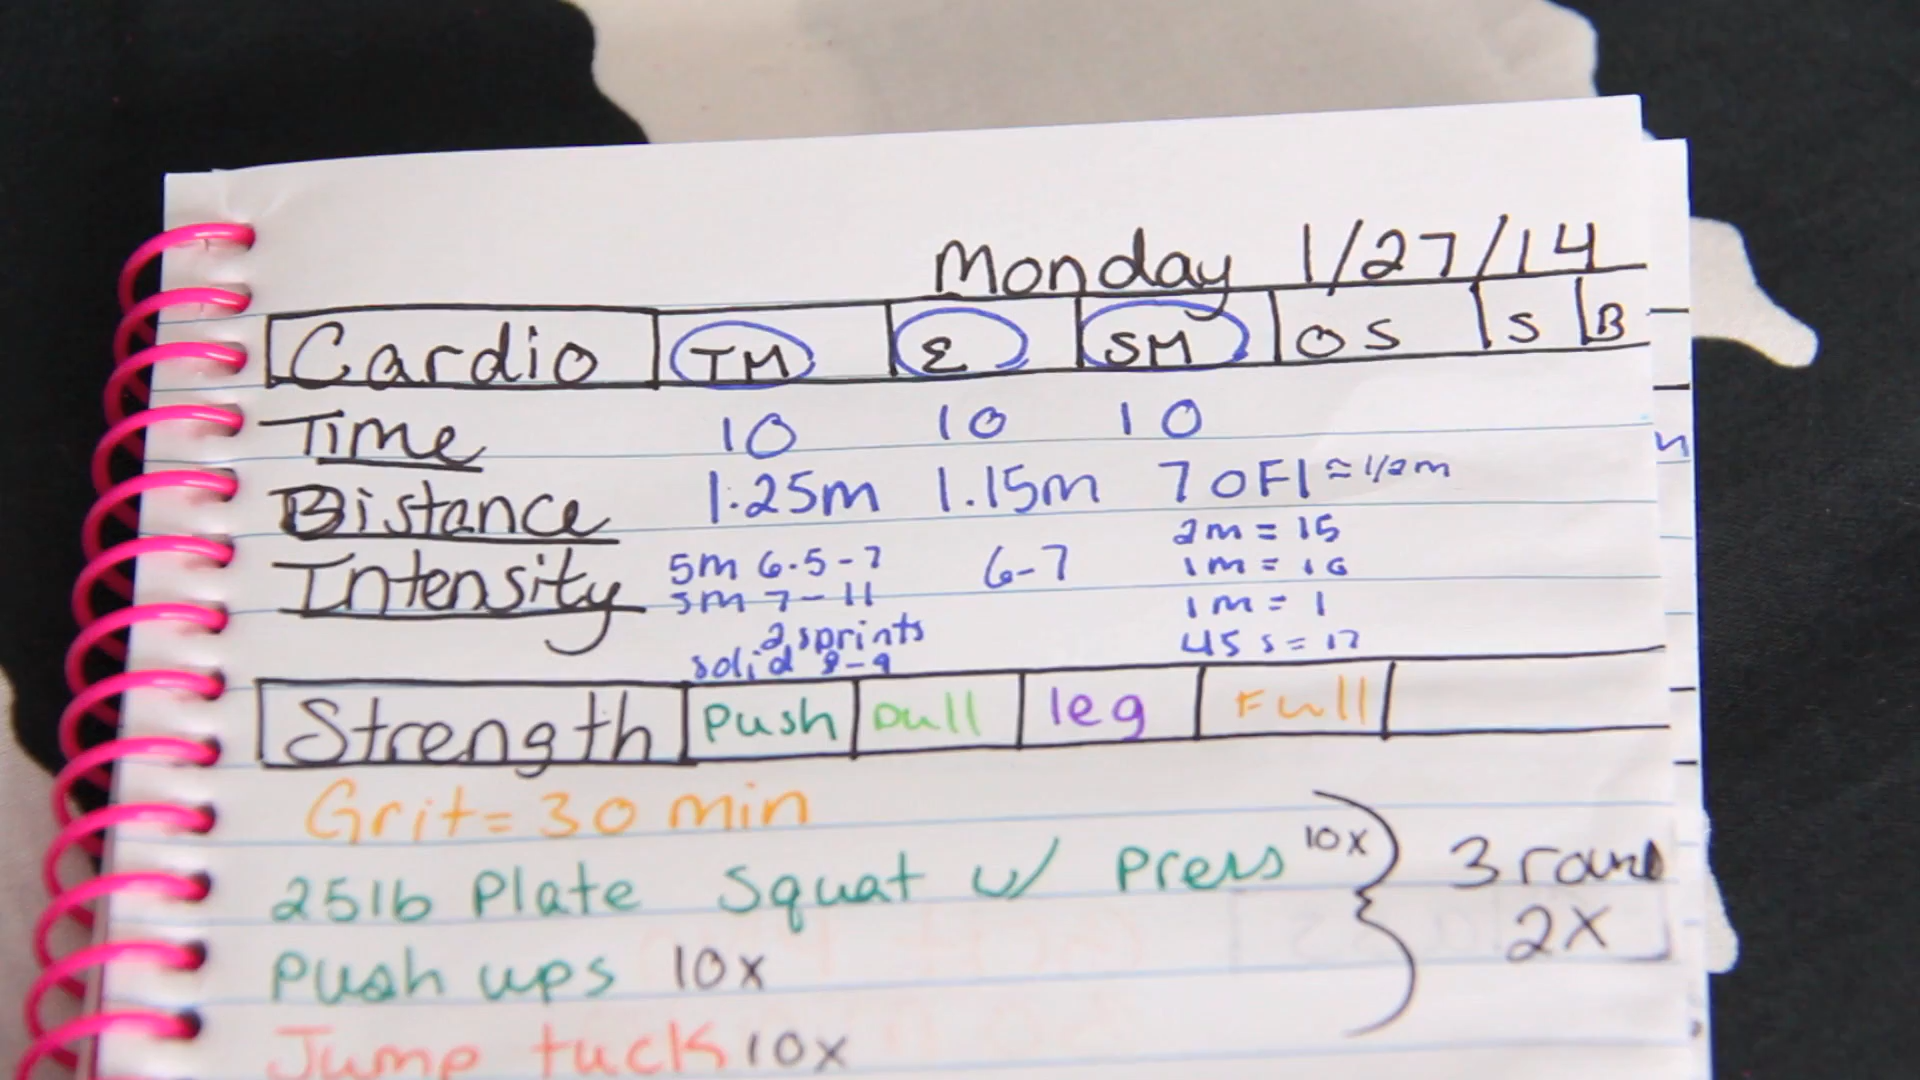 Monday 1/27/14
Cardio TM E SM OS S B
Time 10 10 10
Distance 1.25m 1.15m 70Fl ≈ 1/2m
2m = 15
Intensity 5m 6.5-7 6-7 1m = 16
5m 7-11 1m = 1
2 sprints 45s = 17
solid 8-9
Strength Push Pull leg Full
Grit = 30 min
25lb Plate Squat w/ Press 10x 3 round
Push ups 10x 2X
Jump tuck 10x